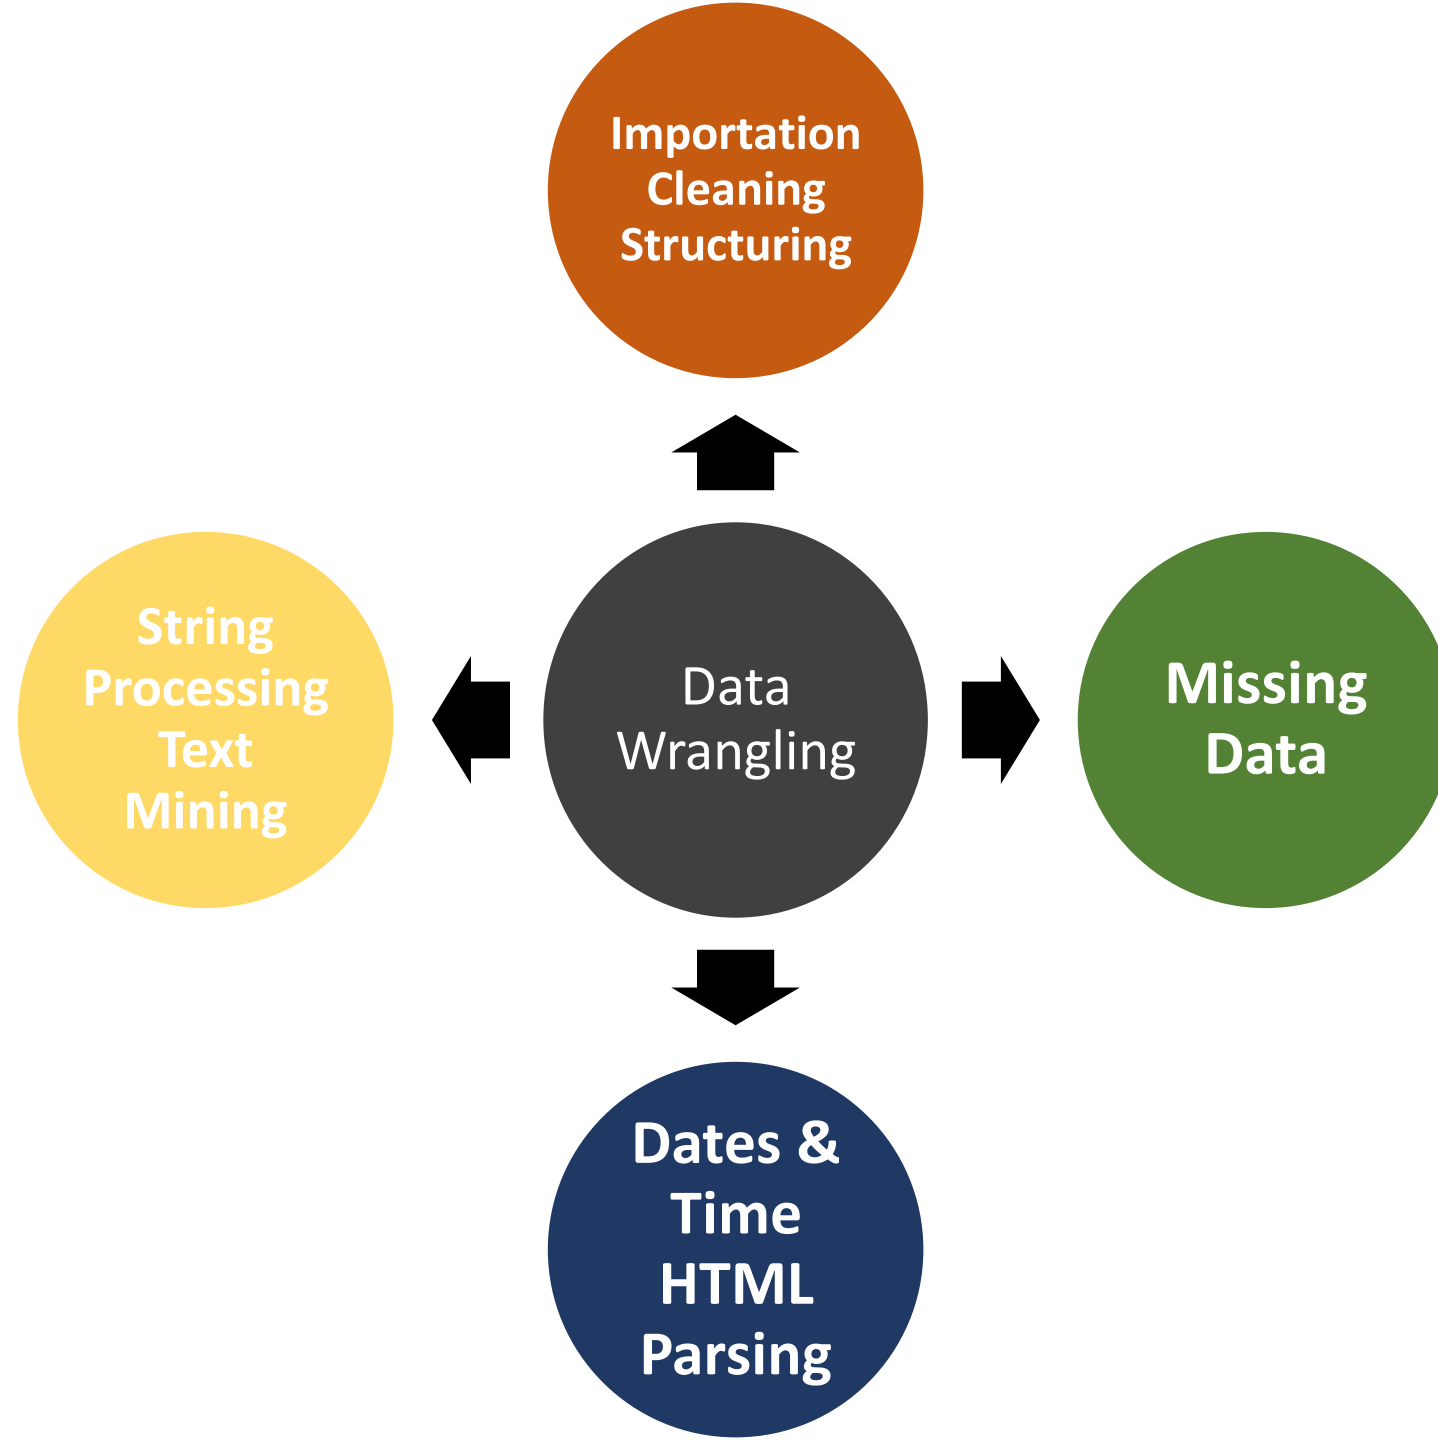 Importation
Cleaning
Structuring
String
Processing
Text
Mining
Data
Wrangling
Missing
Data
Dates &
Time
HTML
Parsing